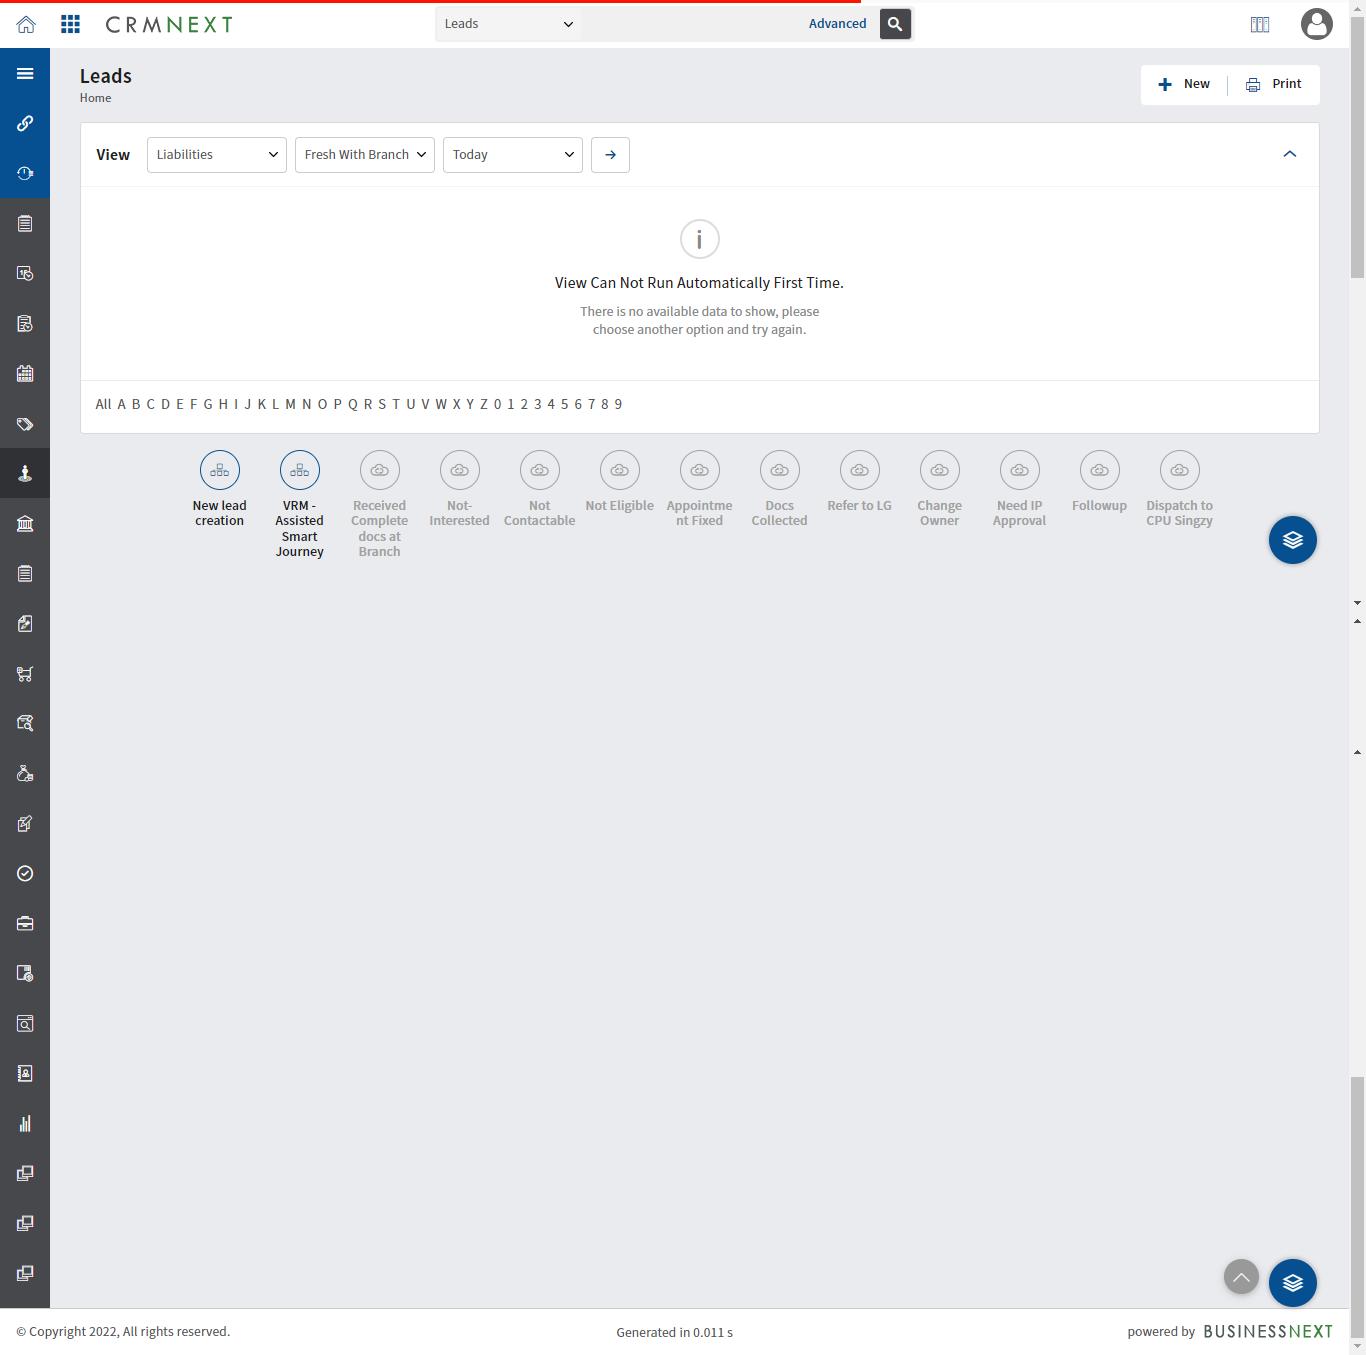 CRMNEXT
Leads
Advanced
Leads
Home
New
Print
View
Liabilities
Fresh With Branch
Today
View Can Not Run Automatically First Time.
There is no available data to show, please
choose another option and try again.
All A B C D E F G H I J K L M N O P Q R S T U V W X Y Z 0 1 2 3 4 5 6 7 8 9
New lead
creation
VRM -
Assisted
Smart
Journey
Received
Complete
docs at
Branch
Not-
Interested
Not
Contactable
Not Eligible
Appointme
nt Fixed
Docs
Collected
Refer to LG
Change
Owner
Need IP
Approval
Followup
Dispatch to
CPU Singzy
© Copyright 2022, All rights reserved.
Generated in 0.011 s
powered by BUSINESSNEXT